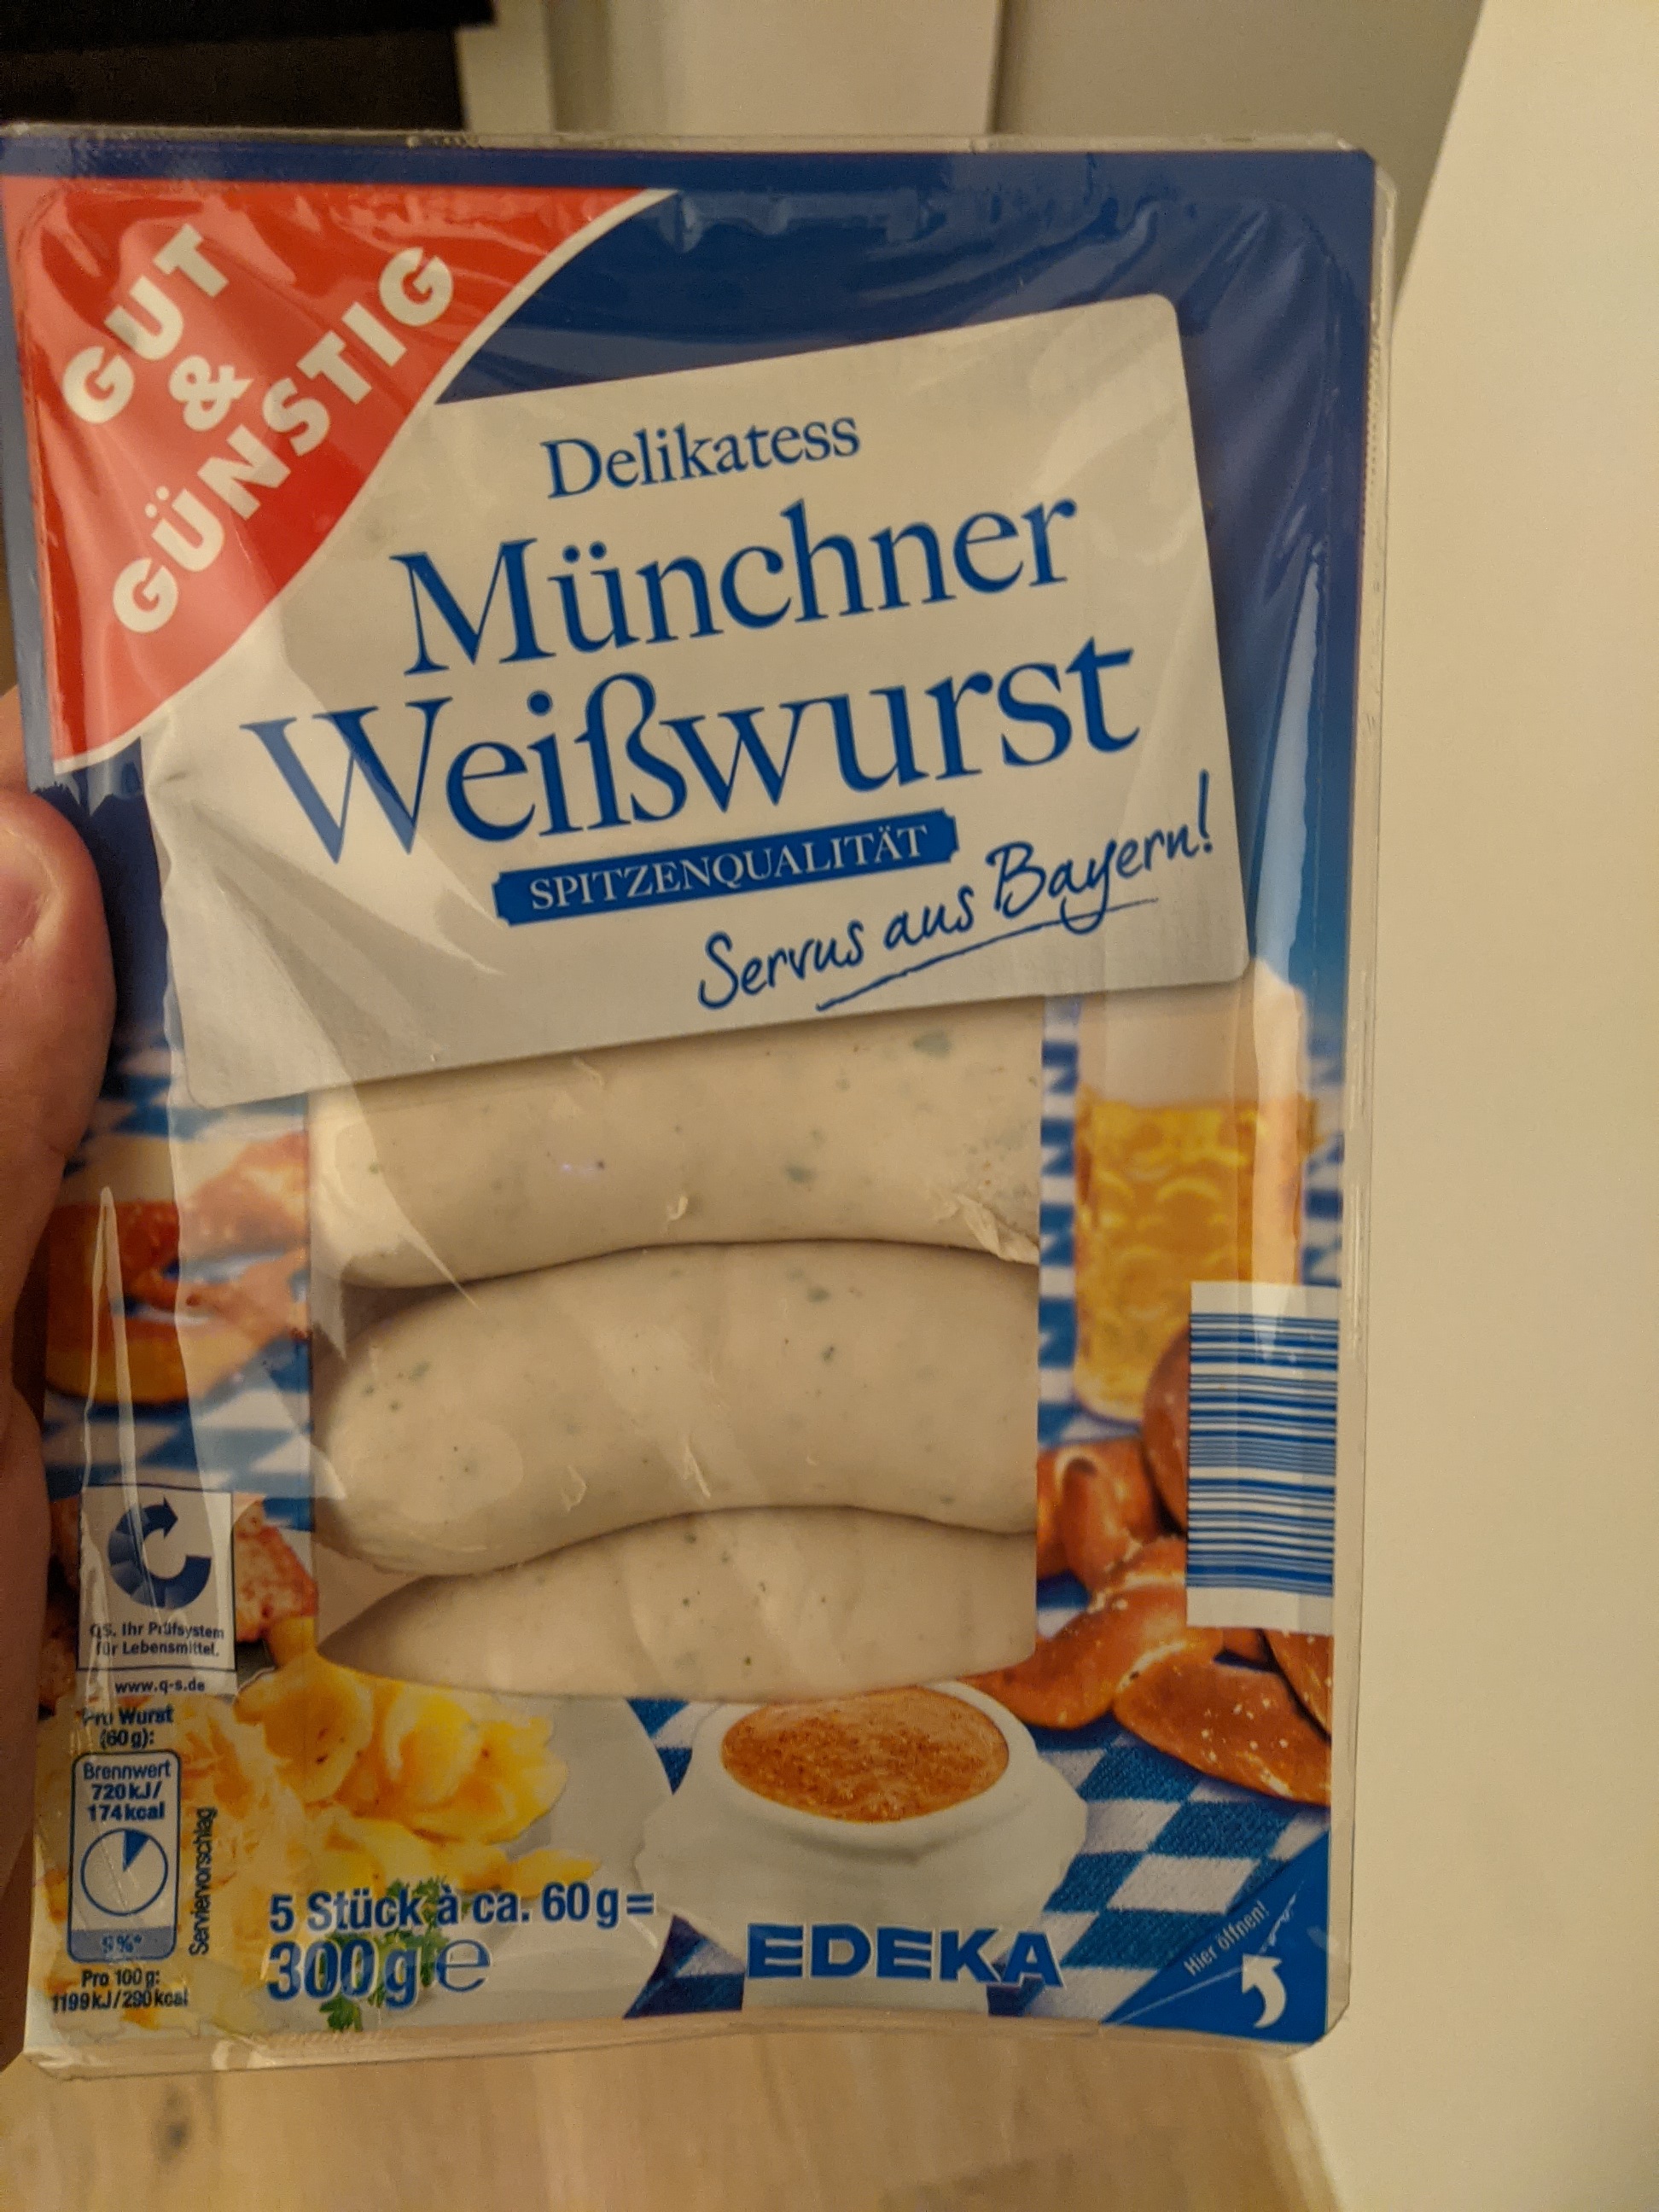 GUT
&
GÜNSTIG
Delikatess
Münchner
Weißwurst
SPITZENQUALITÄT
Servus aus Bayern!
QS. Ihr Prüfsystem
für Lebensmittel.
www.q-s.de
Pro Wurst
(60 g):
Brennwert
720 kJ/
174 kcal
9 %*
Pro 100 g:
1199 kJ/290 kcal
Serviervorschlag
5 Stück à ca. 60 g =
300 g e
EDEKA
Hier öffnen!